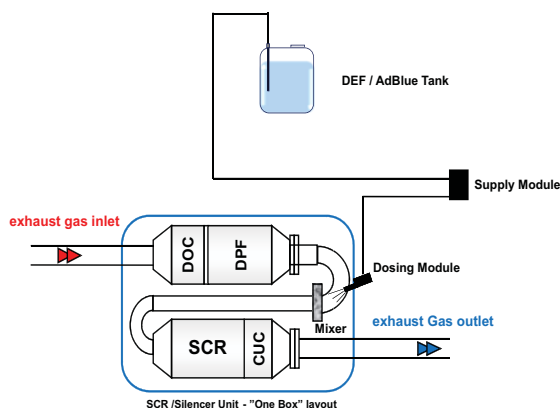 DEF / AdBlue Tank
Supply Module
exhaust gas inlet
DOC
DPF
Dosing Module
Mixer
exhaust Gas outlet
SCR
CUC
SCR /Silencer Unit - "One Box" layout